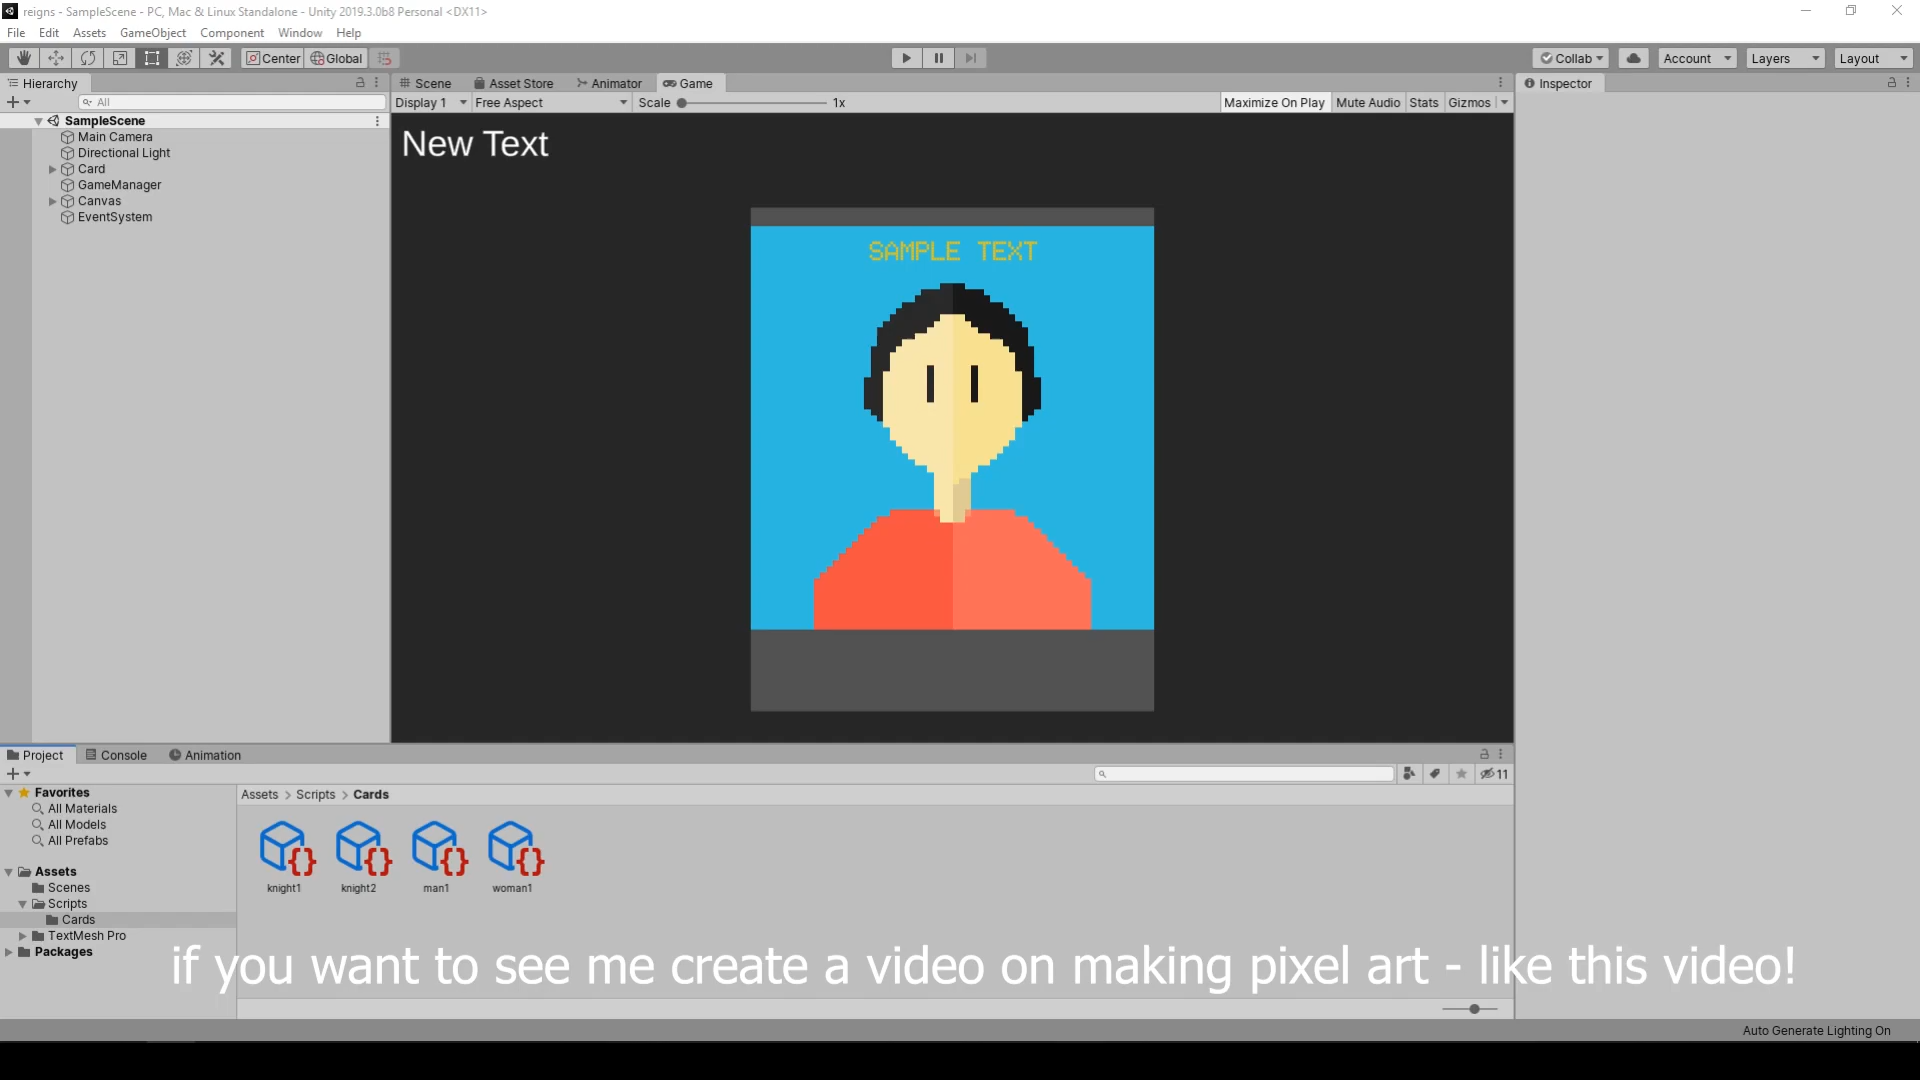 reigns - SampleScene - PC, Mac & Linux Standalone - Unity 2019.3.0b8 Personal <DX11>
File Edit Assets GameObject Component Window Help
Center Global Collab Account Layers Layout
Hierarchy Scene Asset Store Animator Game Inspector
All Display 1 Free Aspect Scale 1x Maximize On Play Mute Audio Stats Gizmos
SampleScene
Main Camera
Directional Light
Card
GameManager
Canvas
EventSystem
New Text
SAMPLE TEXT
Project Console Animation
11
Favorites
All Materials
All Models
All Prefabs
Assets
Scenes
Scripts
Cards
TextMesh Pro
Packages
Assets > Scripts > Cards
knight1 knight2 man1 woman1
if you want to see me create a video on making pixel art - like this video!
Auto Generate Lighting On